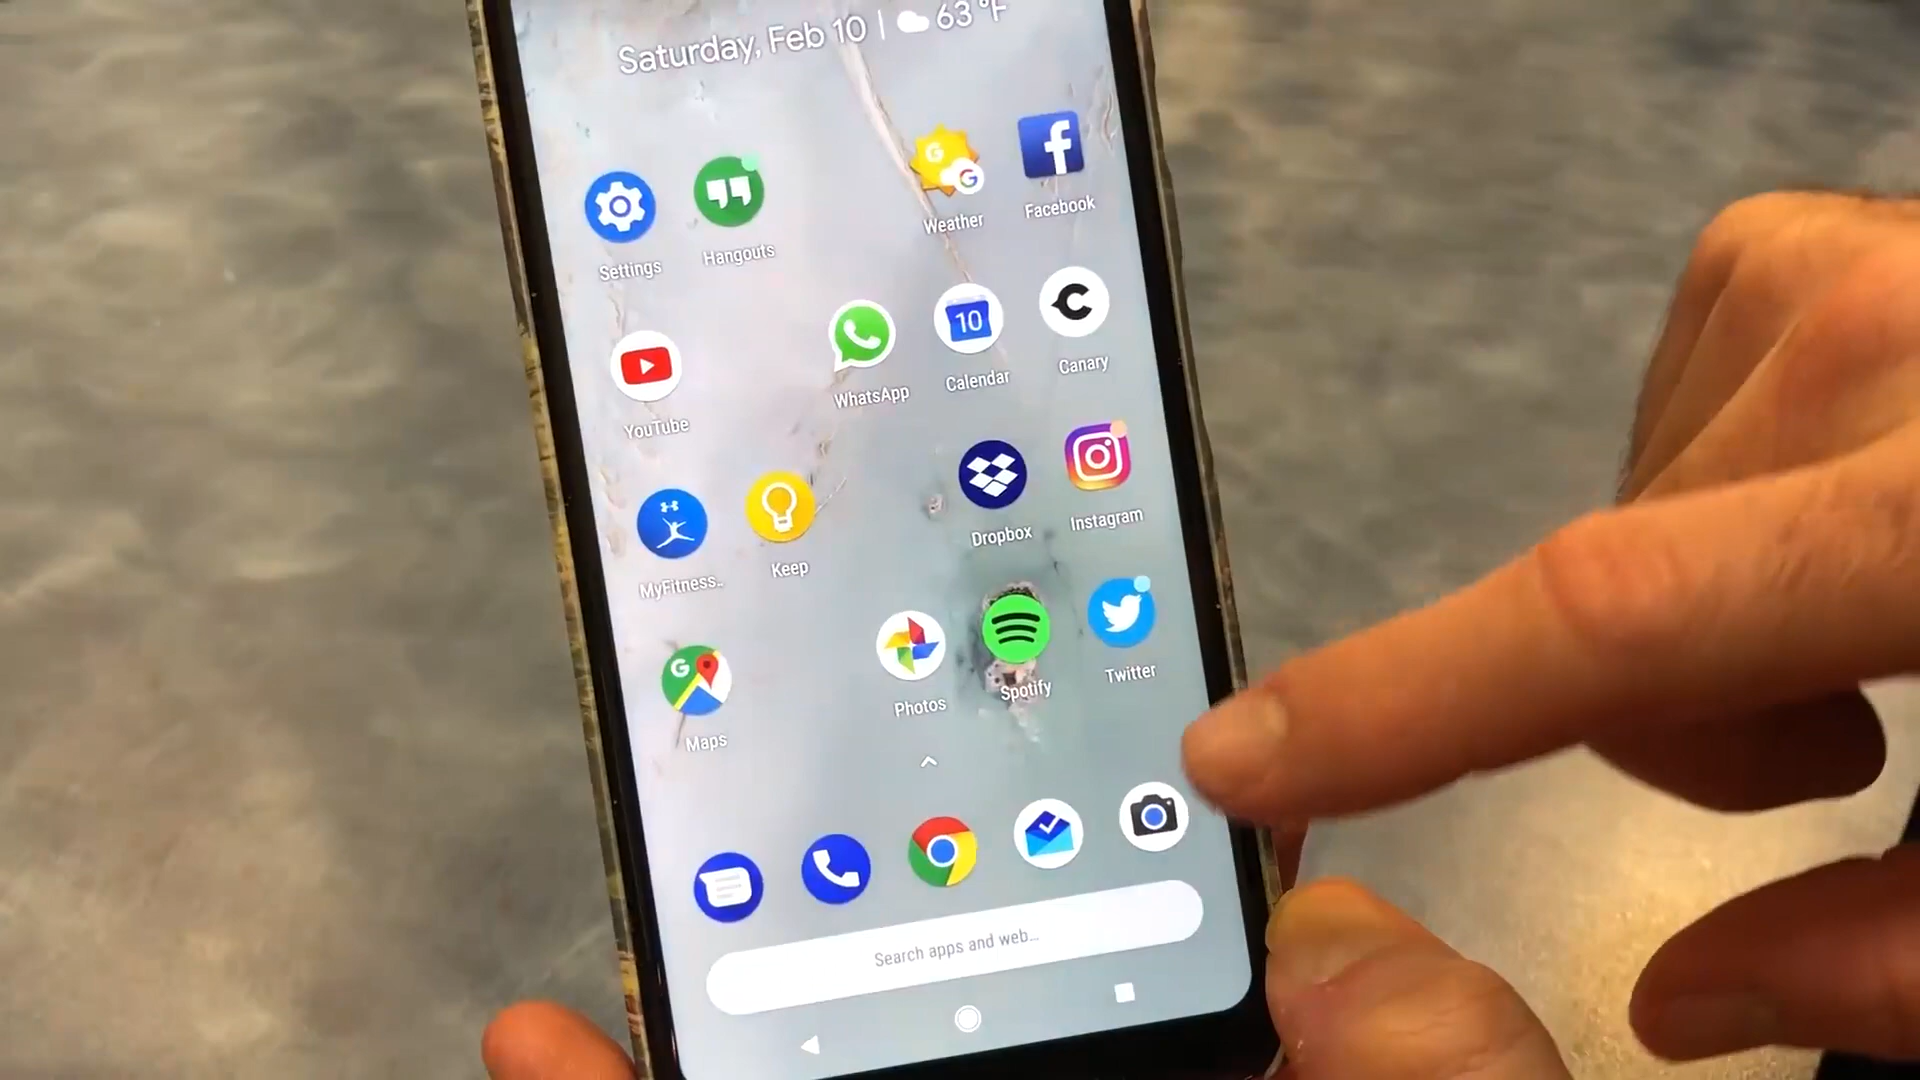 Saturday, Feb 10 | 63 °F
Settings
Hangouts
Weather
Facebook
YouTube
WhatsApp
10
Calendar
Canary
MyFitness..
Keep
Dropbox
Instagram
Maps
Photos
Spotify
Twitter
Search apps and web...